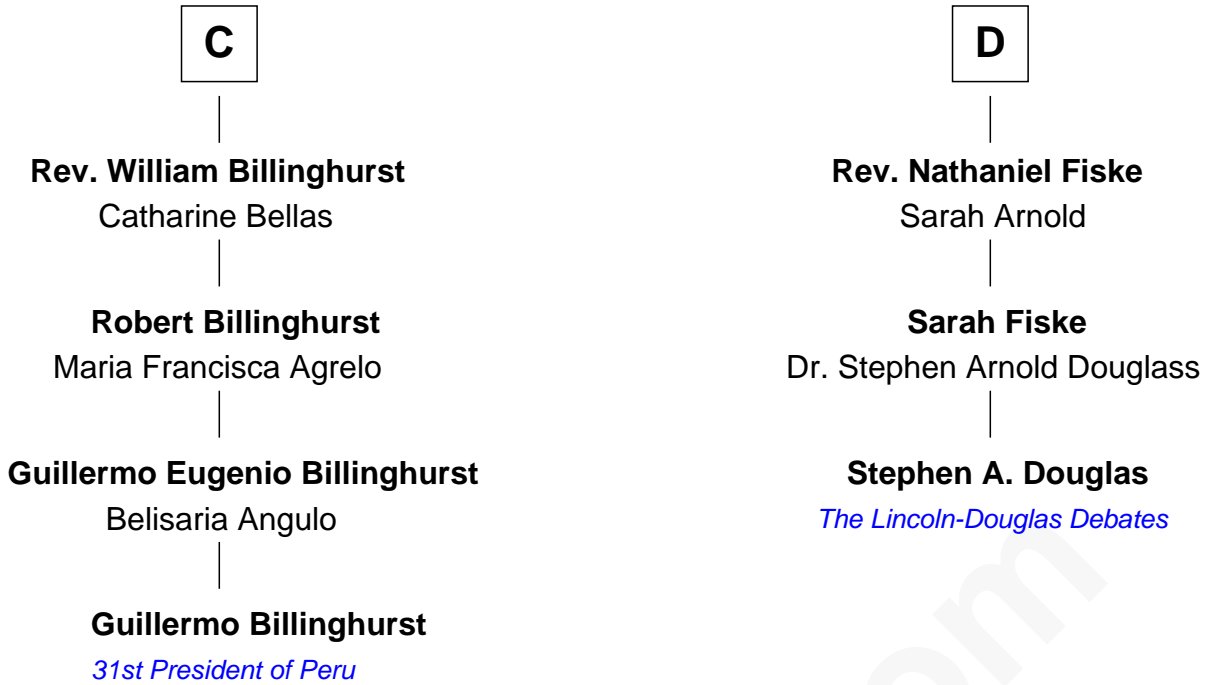 C
Rev. William Billinghurst
Catharine Bellas
Robert Billinghurst
Maria Francisca Agrelo
Guillermo Eugenio Billinghurst
Belisaria Angulo
Guillermo Billinghurst
31st President of Peru
D
Rev. Nathaniel Fiske
Sarah Arnold
Sarah Fiske
Dr. Stephen Arnold Douglass
Stephen A. Douglas
The Lincoln-Douglas Debates
om